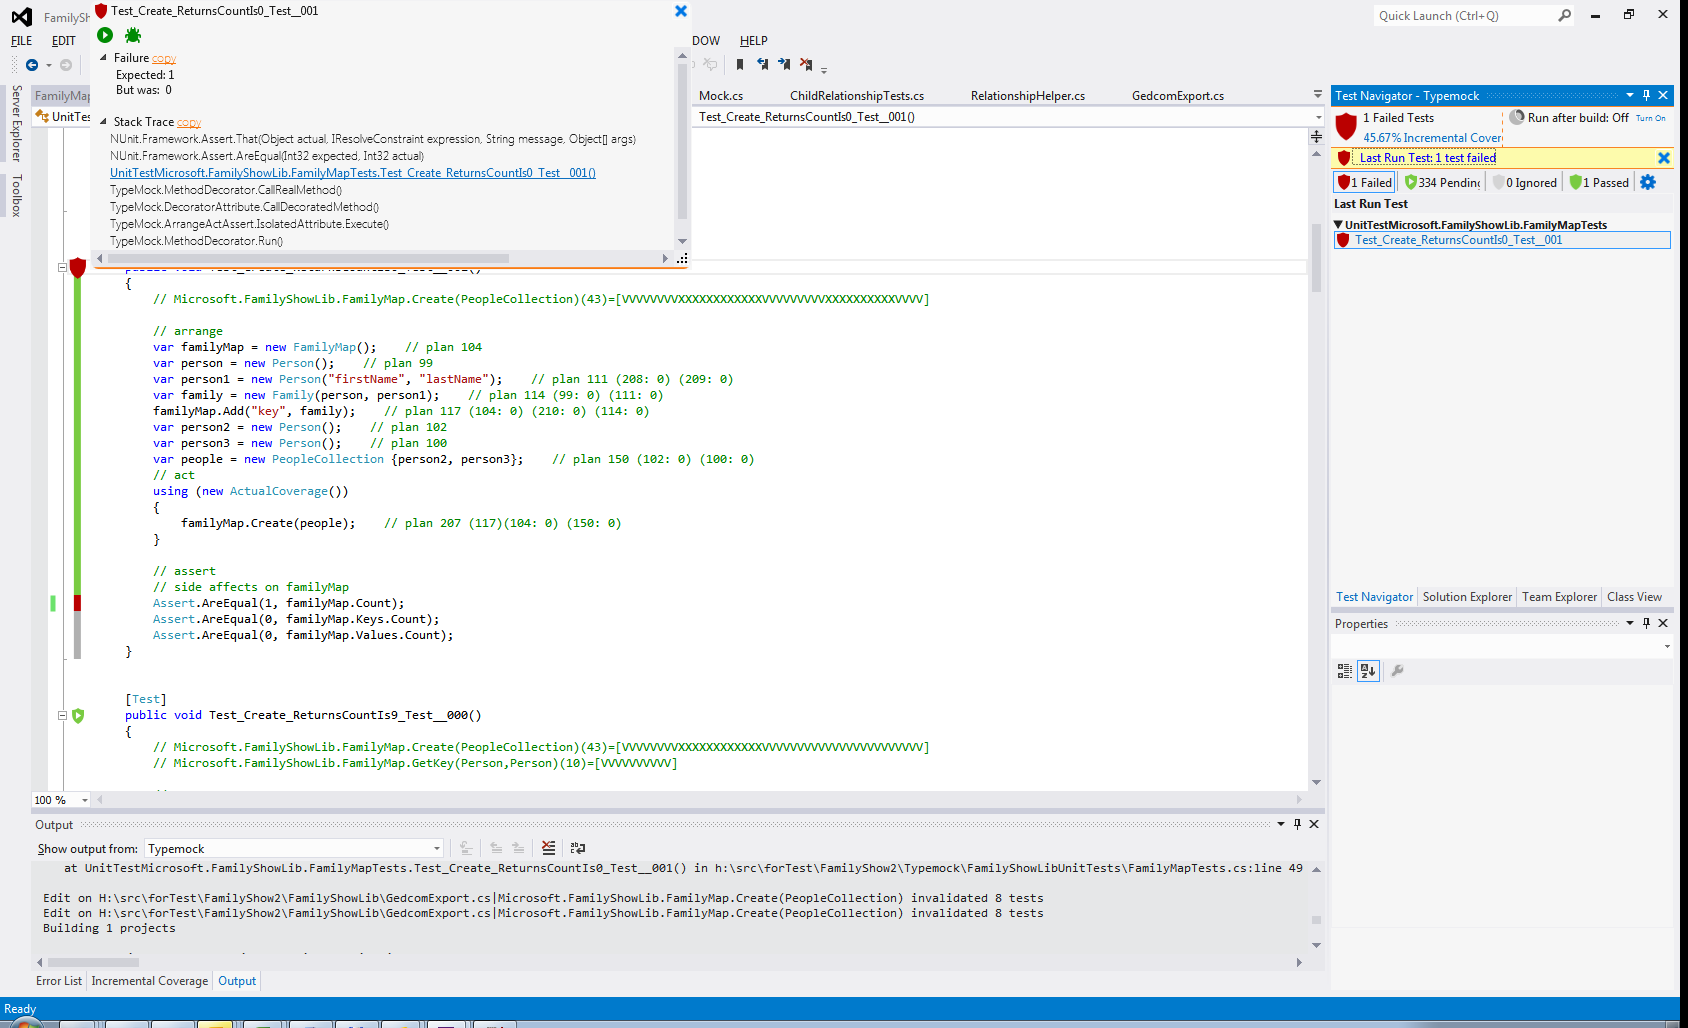 FamilySh
Test_Create_ReturnsCountIs0_Test__001
Quick Launch (Ctrl+Q)
FILE EDIT
DOW HELP
Failure copy
Expected: 1
But was: 0
Stack Trace copy
NUnit.Framework.Assert.That(Object actual, IResolveConstraint expression, String message, Object[] args)
NUnit.Framework.Assert.AreEqual(Int32 expected, Int32 actual)
UnitTestMicrosoft.FamilyShowLib.FamilyMapTests.Test_Create_ReturnsCountIs0_Test__001()
TypeMock.MethodDecorator.CallRealMethod()
TypeMock.DecoratorAttribute.CallDecoratedMethod()
TypeMock.ArrangeActAssert.IsolatedAttribute.Execute()
TypeMock.MethodDecorator.Run()
Server Explorer
Toolbox
FamilyMap
Mock.cs ChildRelationshipTests.cs RelationshipHelper.cs GedcomExport.cs
UnitTes
Test_Create_ReturnsCountIs0_Test__001()
{
// Microsoft.FamilyShowLib.FamilyMap.Create(PeopleCollection)(43)=[VVVVVVVVXXXXXXXXXXXXVVVVVVVVVXXXXXXXXXXVVVV]
// arrange
var familyMap = new FamilyMap(); // plan 104
var person = new Person(); // plan 99
var person1 = new Person("firstName", "lastName"); // plan 111 (208: 0) (209: 0)
var family = new Family(person, person1); // plan 114 (99: 0) (111: 0)
familyMap.Add("key", family); // plan 117 (104: 0) (210: 0) (114: 0)
var person2 = new Person(); // plan 102
var person3 = new Person(); // plan 100
var people = new PeopleCollection {person2, person3}; // plan 150 (102: 0) (100: 0)
// act
using (new ActualCoverage())
{
familyMap.Create(people); // plan 207 (117)(104: 0) (150: 0)
}
// assert
// side affects on familyMap
Assert.AreEqual(1, familyMap.Count);
Assert.AreEqual(0, familyMap.Keys.Count);
Assert.AreEqual(0, familyMap.Values.Count);
}
[Test]
public void Test_Create_ReturnsCountIs9_Test__000()
{
// Microsoft.FamilyShowLib.FamilyMap.Create(PeopleCollection)(43)=[VVVVVVVVXXXXXXXXXXXXVVVVVVVVVVVVVVVVVVVVVVV]
// Microsoft.FamilyShowLib.FamilyMap.GetKey(Person,Person)(10)=[VVVVVVVVVV]
100 %
Output
Show output from: Typemock
at UnitTestMicrosoft.FamilyShowLib.FamilyMapTests.Test_Create_ReturnsCountIs0_Test__001() in h:\src\forTest\FamilyShow2\Typemock\FamilyShowLibUnitTests\FamilyMapTests.cs:line 49
Edit on H:\src\forTest\FamilyShow2\FamilyShowLib\GedcomExport.cs|Microsoft.FamilyShowLib.FamilyMap.Create(PeopleCollection) invalidated 8 tests
Edit on H:\src\forTest\FamilyShow2\FamilyShowLib\GedcomExport.cs|Microsoft.FamilyShowLib.FamilyMap.Create(PeopleCollection) invalidated 8 tests
Building 1 projects
Error List Incremental Coverage Output
Ready
Test Navigator - Typemock
1 Failed Tests
Run after build: Off Turn On
45.67% Incremental Cover
Last Run Test: 1 test failed
1 Failed 334 Pending 0 Ignored 1 Passed
Last Run Test
UnitTestMicrosoft.FamilyShowLib.FamilyMapTests
Test_Create_ReturnsCountIs0_Test__001
Test Navigator Solution Explorer Team Explorer Class View
Properties